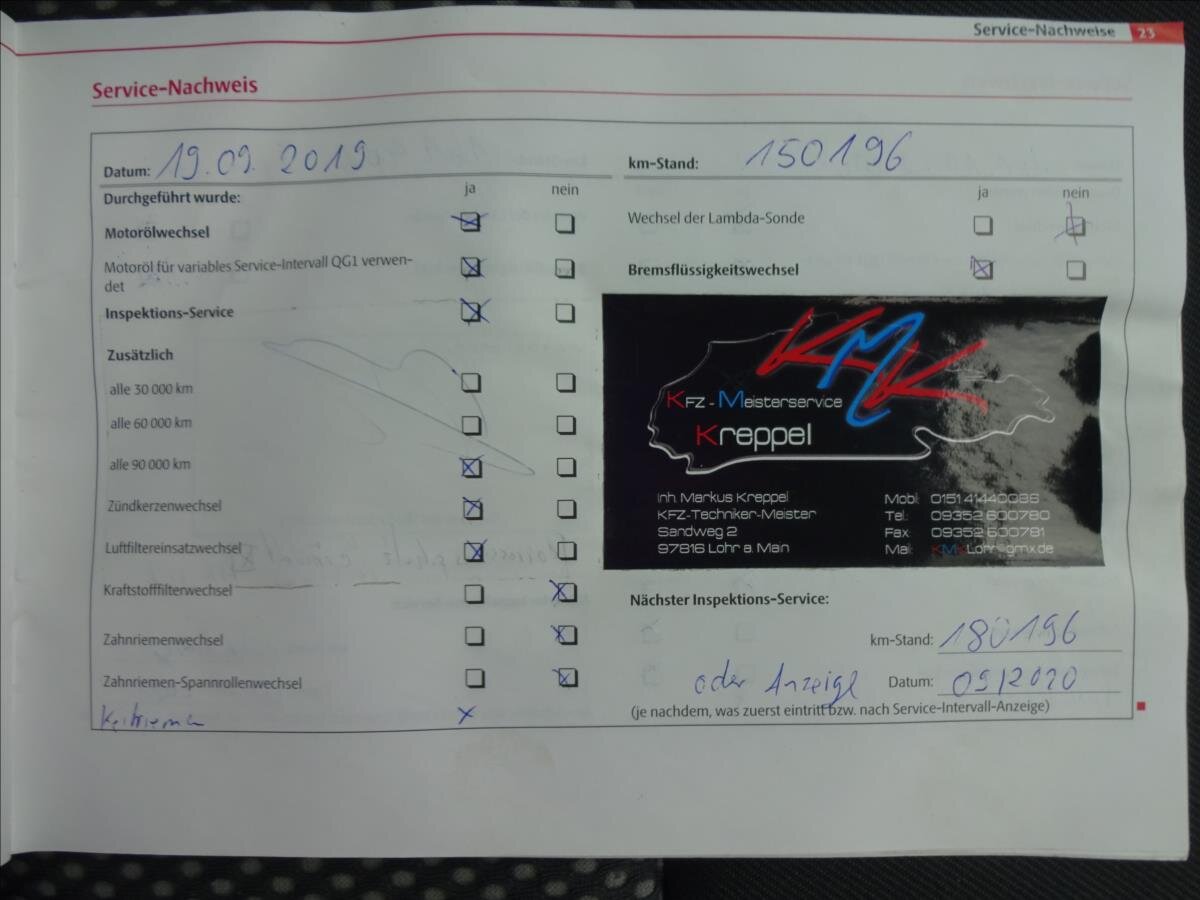 Service-Nachweise 23
Service-Nachweis
Datum: 19.09.2019
km-Stand: 150196
ja nein
ja nein
Durchgeführt wurde:
Motorölwechsel
Motoröl für variables Service-Intervall QG1 verwen-
det
Inspektions-Service
Zusätzlich
alle 30 000 km
alle 60 000 km
alle 90 000 km
Zündkerzenwechsel
Luftfiltereinsatzwechsel
Kraftstofffilterwechsel
Zahnriemenwechsel
Zahnriemen-Spannrollenwechsel
Keilriemen
Wechsel der Lambda-Sonde
Bremsflüssigkeitswechsel
KMK
KFZ-Meisterservice
Kreppel
Inh. Markus Kreppel
KFZ-Techniker-Meister
Sandweg 2
97816 Lohr a. Main
Mobil: 0151 41440086
Tel: 09352 600780
Fax: 09352 600781
Nächster Inspektions-Service:
km-Stand: 180196
oder Anzeige Datum: 09/2020
(je nachdem, was zuerst eintritt bzw. nach Service-Intervall-Anzeige)